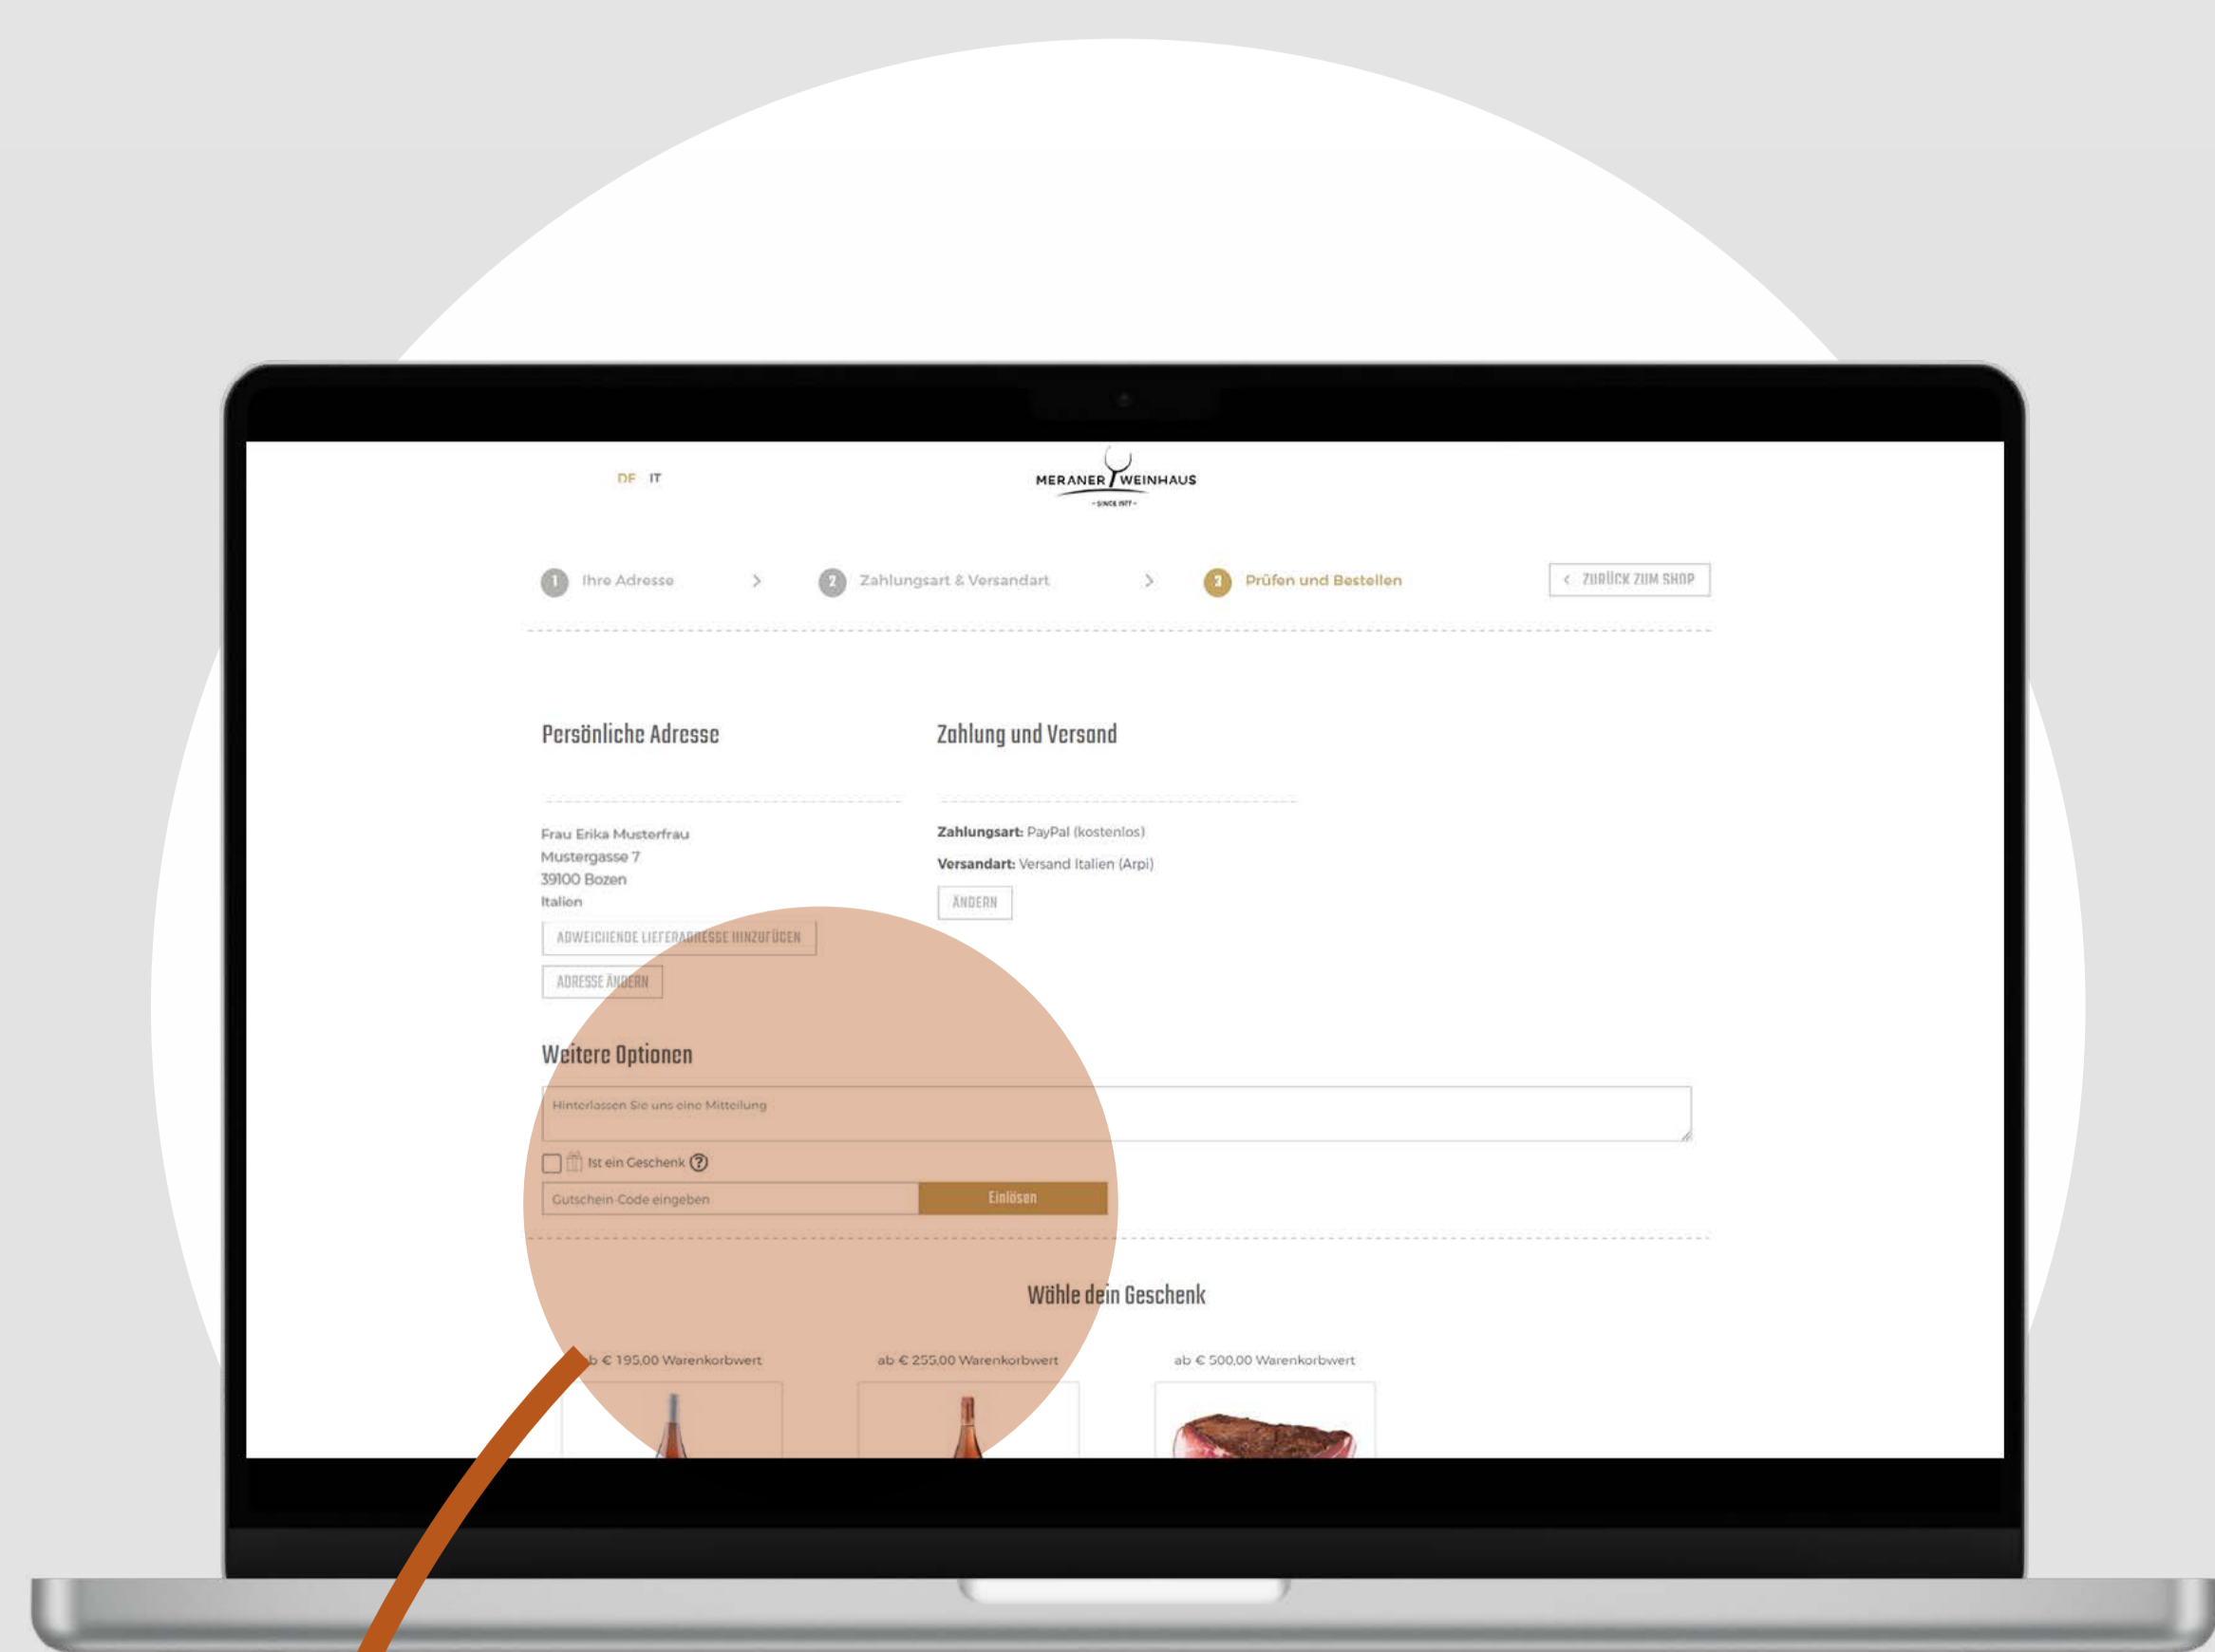 DE IT
MERANER WEINHAUS
- SINCE 1977 -
1 Ihre Adresse > 2 Zahlungsart & Versandart > 3 Prüfen und Bestellen < ZURÜCK ZUM SHOP
Persönliche Adresse
Frau Erika Musterfrau
Mustergasse 7
39100 Bozen
Italien
ABWEICHENDE LIEFERADRESSE HINZUFÜGEN
ADRESSE ÄNDERN
Zahlung und Versand
Zahlungsart: PayPal (kostenlos)
Versandart: Versand Italien (Arpi)
ÄNDERN
Weitere Optionen
Hinterlassen Sie uns eine Mitteilung
Ist ein Geschenk ?
Gutschein-Code eingeben Einlösen
Wähle dein Geschenk
ab € 195,00 Warenkorbwert ab € 255,00 Warenkorbwert ab € 500,00 Warenkorbwert